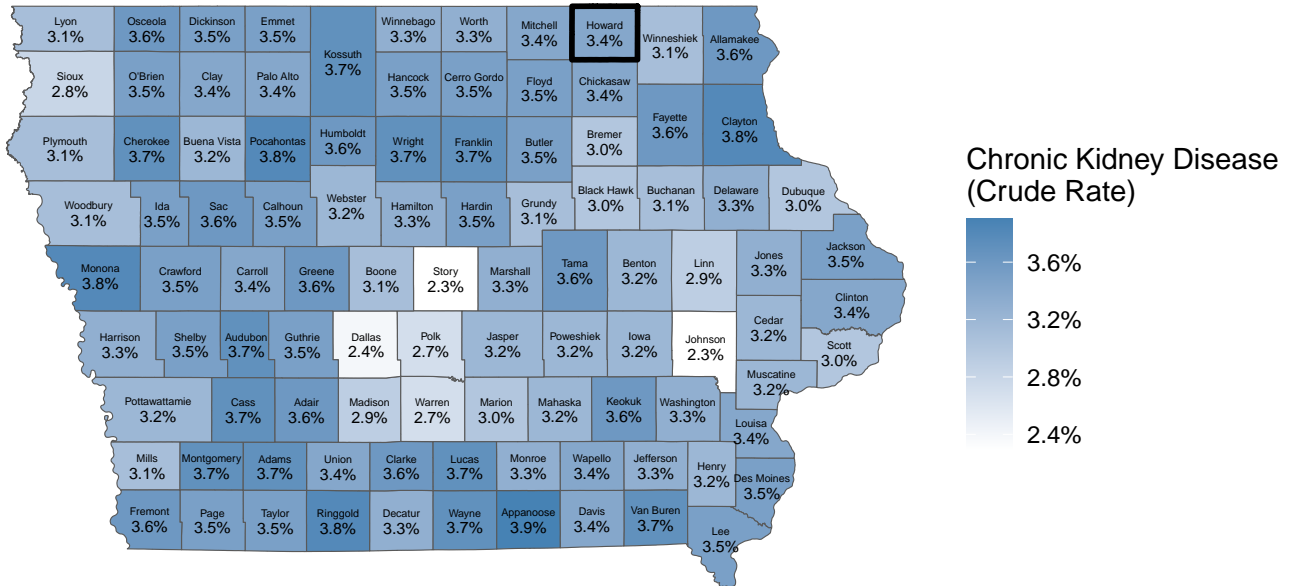 Lyon
3.1%
Osceola
3.6%
Dickinson
3.5%
Emmet
3.5%
Kossuth
3.7%
Winnebago
3.3%
Worth
3.3%
Mitchell
3.4%
Howard
3.4%
Winneshiek
3.1%
Allamakee
3.6%
Sioux
2.8%
O'Brien
3.5%
Clay
3.4%
Palo Alto
3.4%
Hancock
3.5%
Cerro Gordo
3.5%
Floyd
3.5%
Chickasaw
3.4%
Fayette
3.6%
Clayton
3.8%
Plymouth
3.1%
Cherokee
3.7%
Buena Vista
3.2%
Pocahontas
3.8%
Humboldt
3.6%
Wright
3.7%
Franklin
3.7%
Butler
3.5%
Bremer
3.0%
Woodbury
3.1%
Ida
3.5%
Sac
3.6%
Calhoun
3.5%
Webster
3.2%
Hamilton
3.3%
Hardin
3.5%
Grundy
3.1%
Black Hawk
3.0%
Buchanan
3.1%
Delaware
3.3%
Dubuque
3.0%
Monona
3.8%
Crawford
3.5%
Carroll
3.4%
Greene
3.6%
Boone
3.1%
Story
2.3%
Marshall
3.3%
Tama
3.6%
Benton
3.2%
Linn
2.9%
Jones
3.3%
Jackson
3.5%
Clinton
3.4%
Harrison
3.3%
Shelby
3.5%
Audubon
3.7%
Guthrie
3.5%
Dallas
2.4%
Polk
2.7%
Jasper
3.2%
Poweshiek
3.2%
Iowa
3.2%
Johnson
2.3%
Cedar
3.2%
Scott
3.0%
Muscatine
3.2%
Pottawattamie
3.2%
Cass
3.7%
Adair
3.6%
Madison
2.9%
Warren
2.7%
Marion
3.0%
Mahaska
3.2%
Keokuk
3.6%
Washington
3.3%
Louisa
3.4%
Mills
3.1%
Montgomery
3.7%
Adams
3.7%
Union
3.4%
Clarke
3.6%
Lucas
3.7%
Monroe
3.3%
Wapello
3.4%
Jefferson
3.3%
Henry
3.2%
Des Moines
3.5%
Fremont
3.6%
Page
3.5%
Taylor
3.5%
Ringgold
3.8%
Decatur
3.3%
Wayne
3.7%
Appanoose
3.9%
Davis
3.4%
Van Buren
3.7%
Lee
3.5%
Chronic Kidney Disease
(Crude Rate)
3.6%
3.2%
2.8%
2.4%